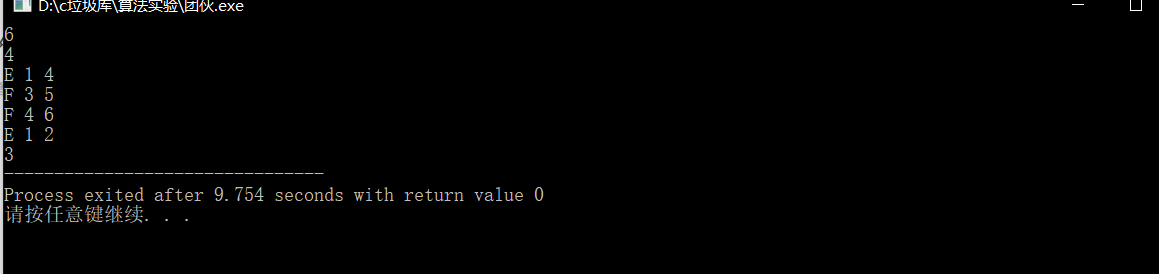 D:\c垃圾库\算法实验\团伙.exe
6
4
E 1 4
F 3 5
F 4 6
E 1 2
3
--------------------------------
Process exited after 9.754 seconds with return value 0
请按任意键继续. . .